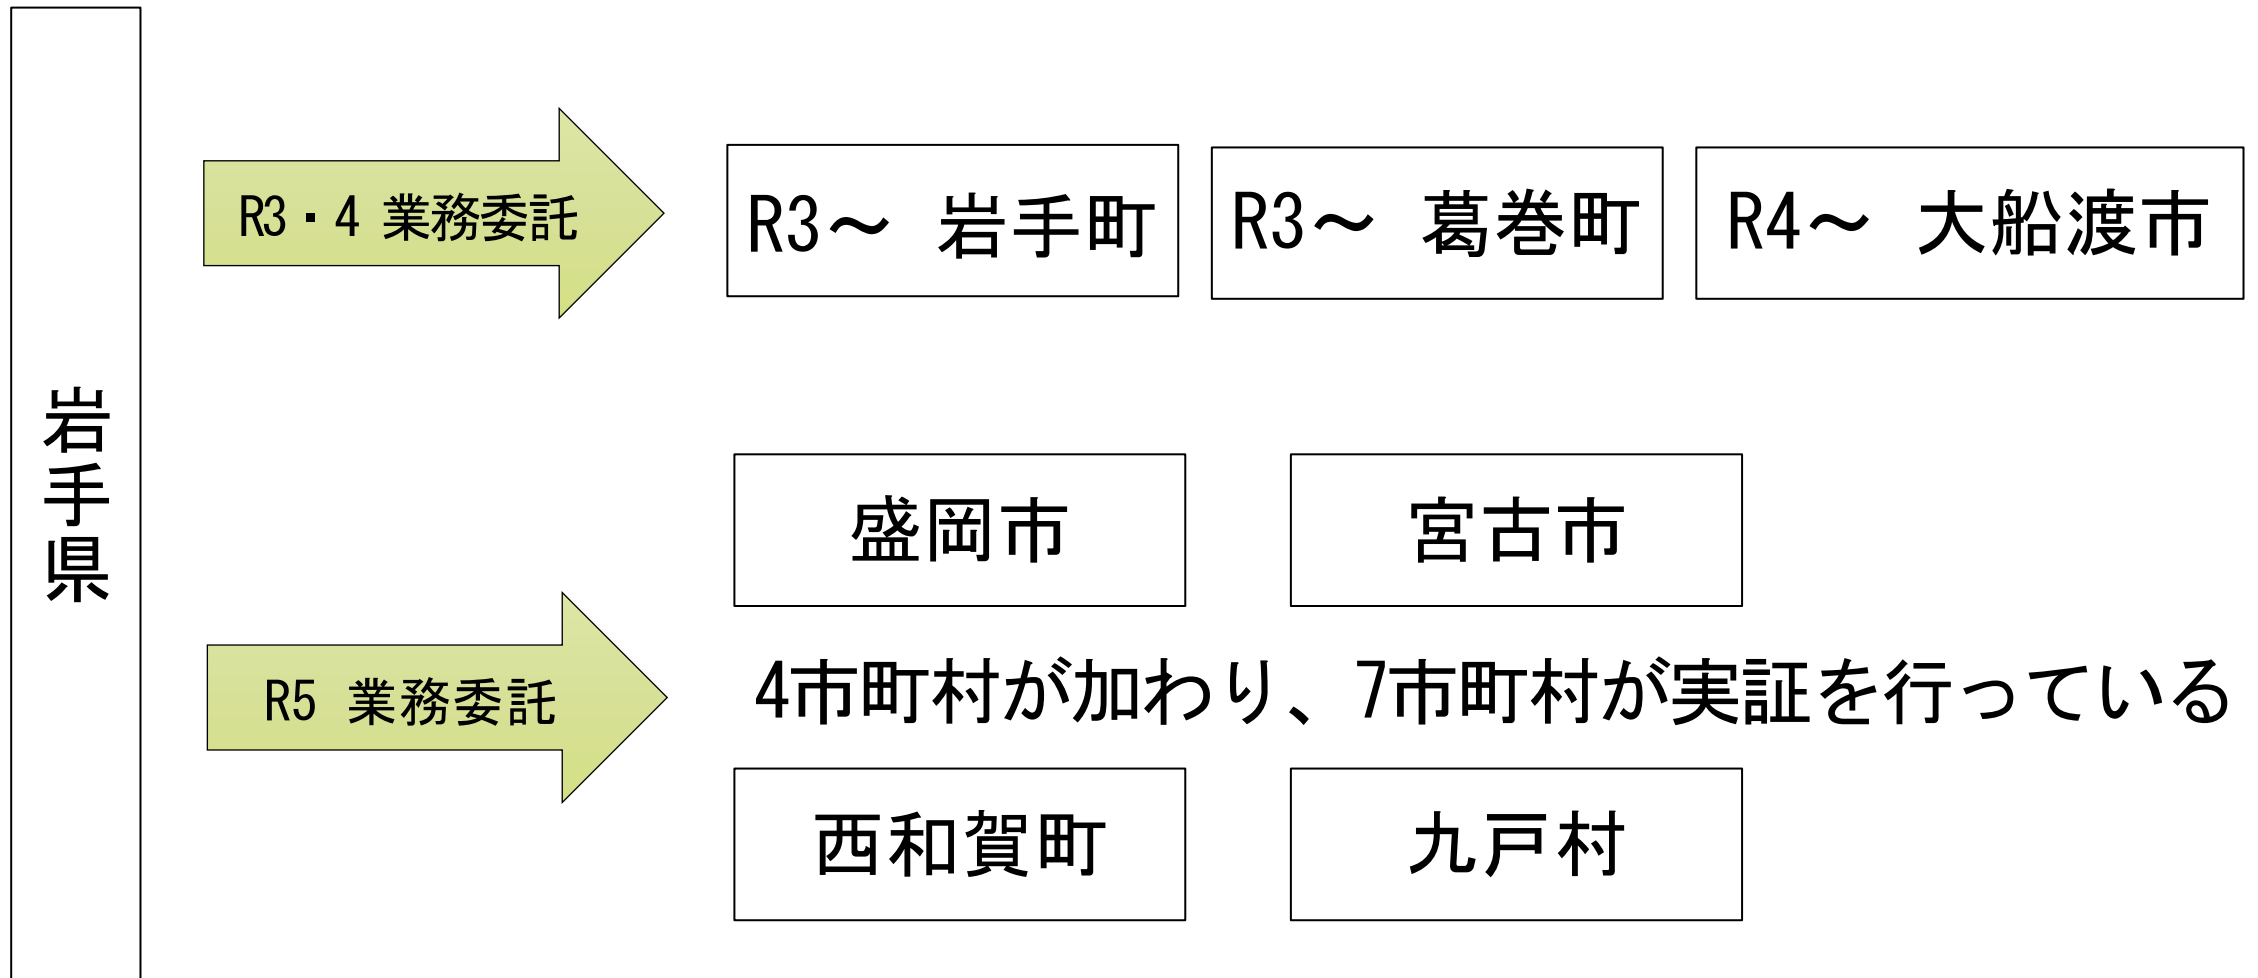 岩手県
R3・4 業務委託
R3～ 岩手町
R3～ 葛巻町
R4～ 大船渡市
R5 業務委託
盛岡市
宮古市
4市町村が加わり、7市町村が実証を行っている
西和賀町
九戸村